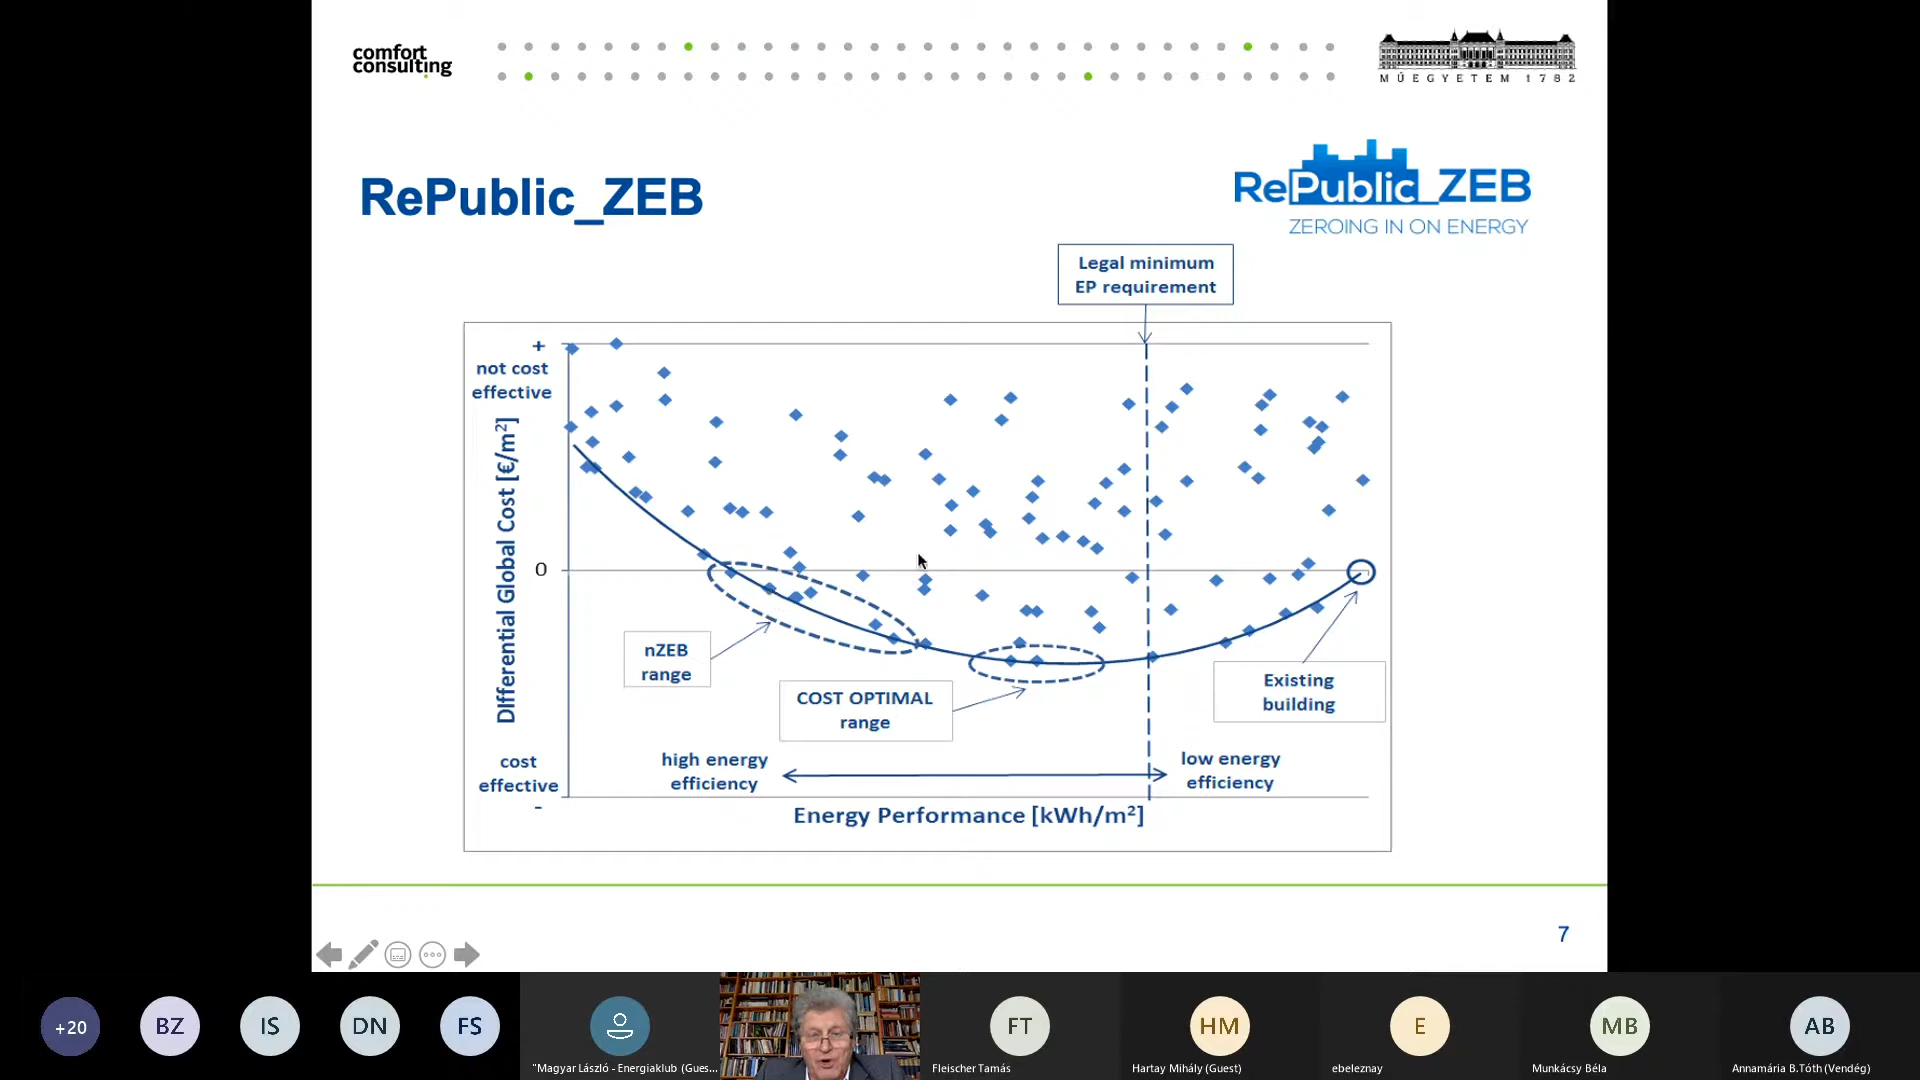 comfort
consulting
MŰEGYETEM 1782
RePublic_ZEB
RePublic_ZEB
ZEROING IN ON ENERGY
Legal minimum
EP requirement
+
not cost
effective
DIfferential Global Cost [€/m²]
0
nZEB
range
COST OPTIMAL
range
Existing
building
cost
effective
-
high energy
efficiency
low energy
efficiency
Energy Performance [kWh/m²]
7
+20
BZ
IS
DN
FS
FT
HM
E
MB
AB
"Magyar László - Energiaklub (Gues...
Fleischer Tamás
Hartay Mihály (Guest)
ebeleznay
Munkácsy Béla
Annamária B.Tóth (Vendég)